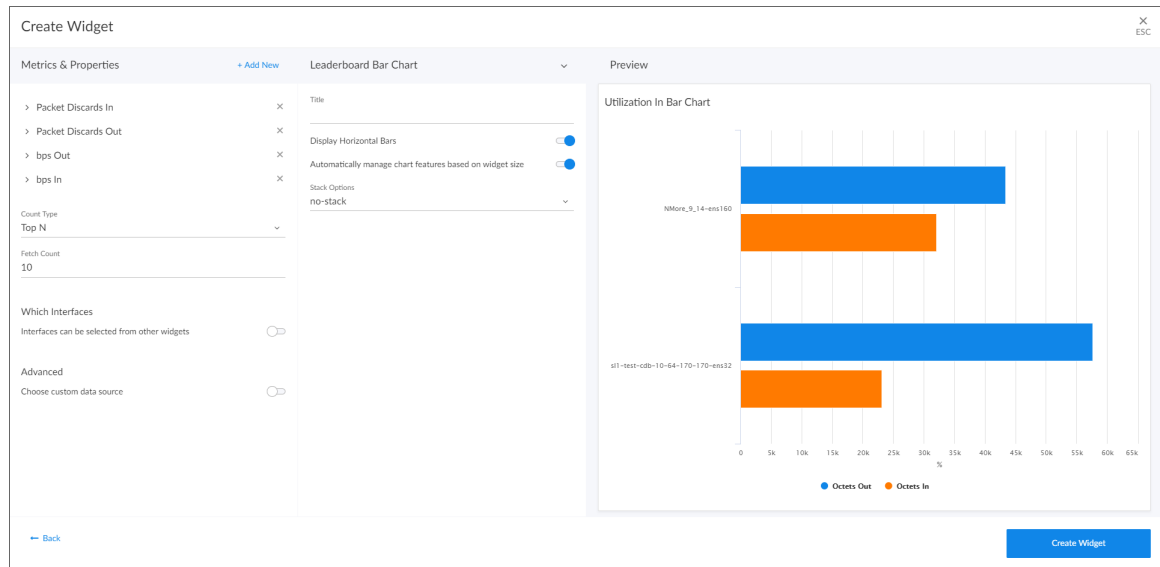 Create Widget
ESC
Metrics & Properties
+ Add New
Packet Discards In
Packet Discards Out
bps Out
bps In
Count Type
Top N
Fetch Count
10
Which Interfaces
Interfaces can be selected from other widgets
Advanced
Choose custom data source
Leaderboard Bar Chart
Title
Display Horizontal Bars
Automatically manage chart features based on widget size
Stack Options
no-stack
Preview
Utilization In Bar Chart
NMore_9_14-ens160
sl1-test-cdb-10-64-170-170-ens32
0 5k 10k 15k 20k 25k 30k 35k 40k 45k 50k 55k 60k 65k
%
Octets Out Octets In
← Back
Create Widget